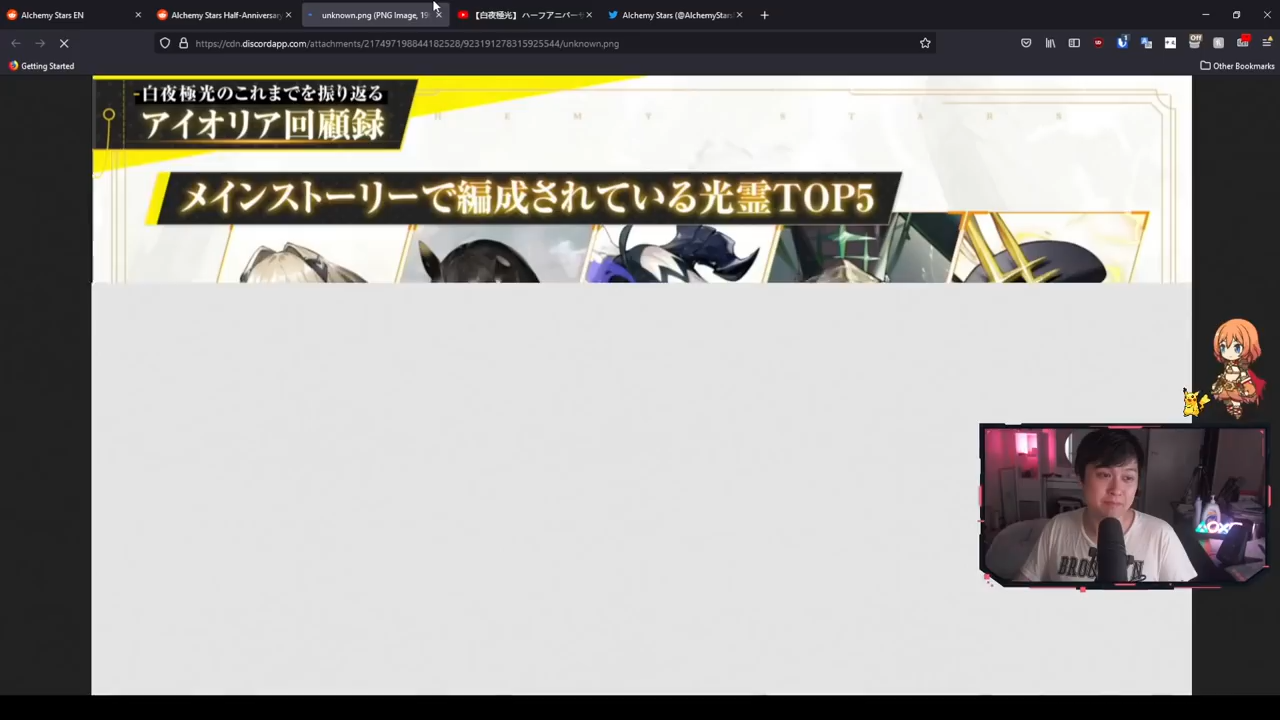 Alchemy Stars EN
Alchemy Stars Half-Anniversary
unknown.png (PNG Image, 19
【白夜極光】ハーフアニバーサ
Alchemy Stars (@AlchemyStars
https://cdn.discordapp.com/attachments/217497198844182528/923191278315925544/unknown.png
Off
Getting Started
Other Bookmarks
-白夜極光のこれまでを振り返る
アイオリア回顧録
H E M Y S T A R S
メインストーリーで編成されている光霊TOP5
BROOKLYN